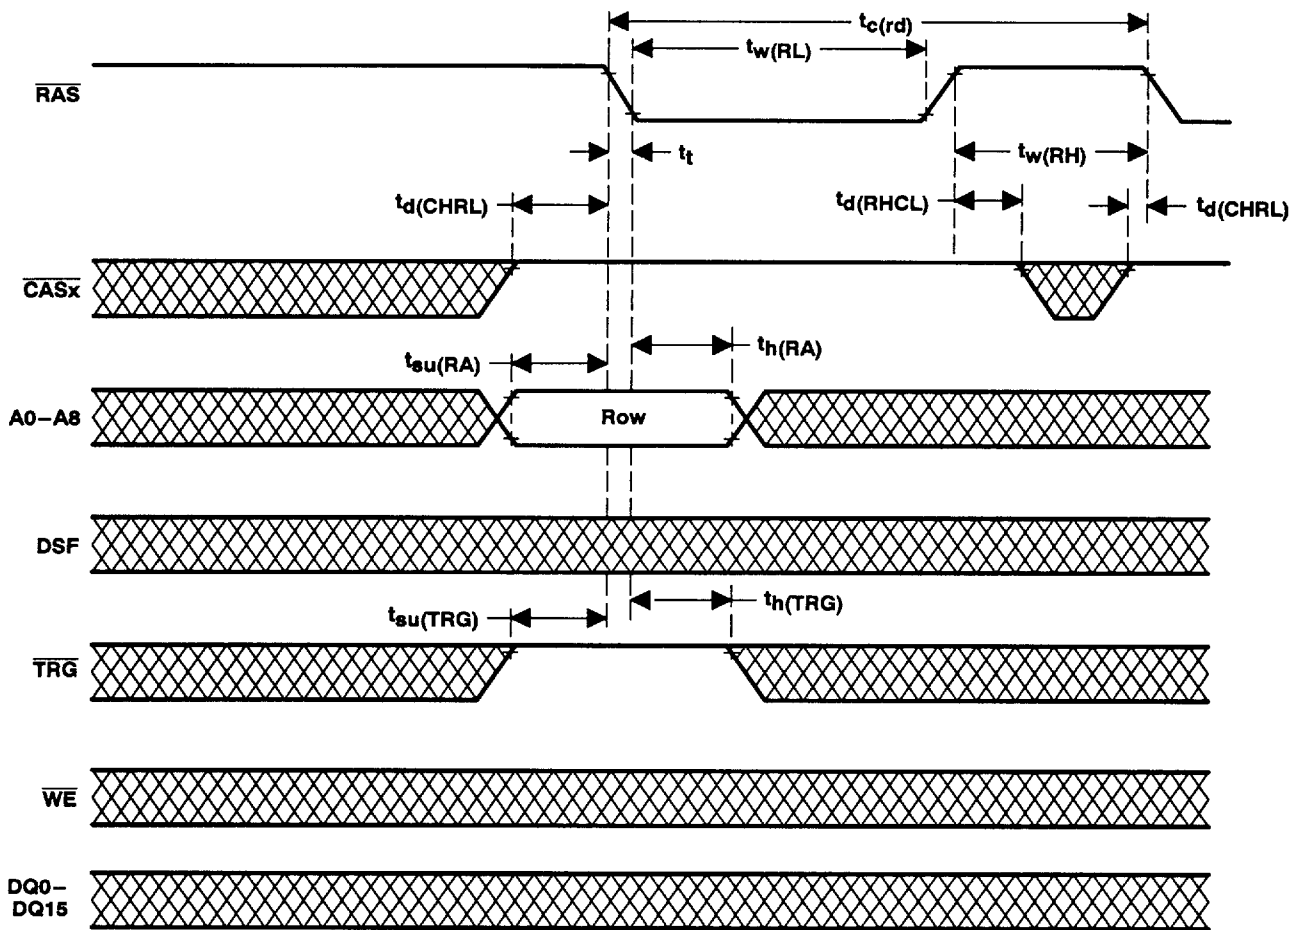 tc(rd)
tw(RL)
RAS
tt
tw(RH)
td(CHRL)
td(RHCL)
td(CHRL)
CASx
tsu(RA)
th(RA)
A0–A8
Row
DSF
tsu(TRG)
th(TRG)
TRG
WE
DQ0–
DQ15